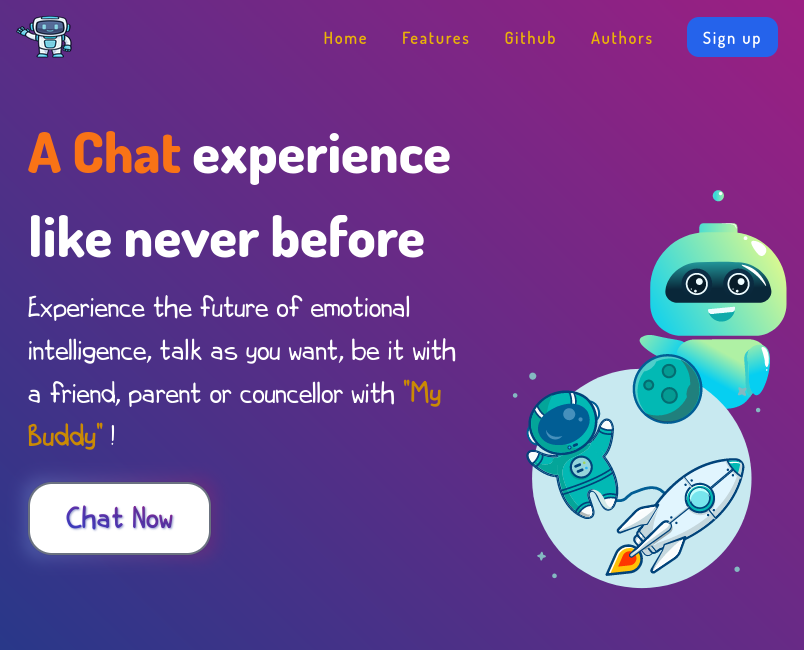 Home Features Github Authors Sign up
A Chat experience
like never before
Experience the future of emotional
intelligence, talk as you want, be it with
a friend, parent or councellor with "My
Buddy" !
Chat Now